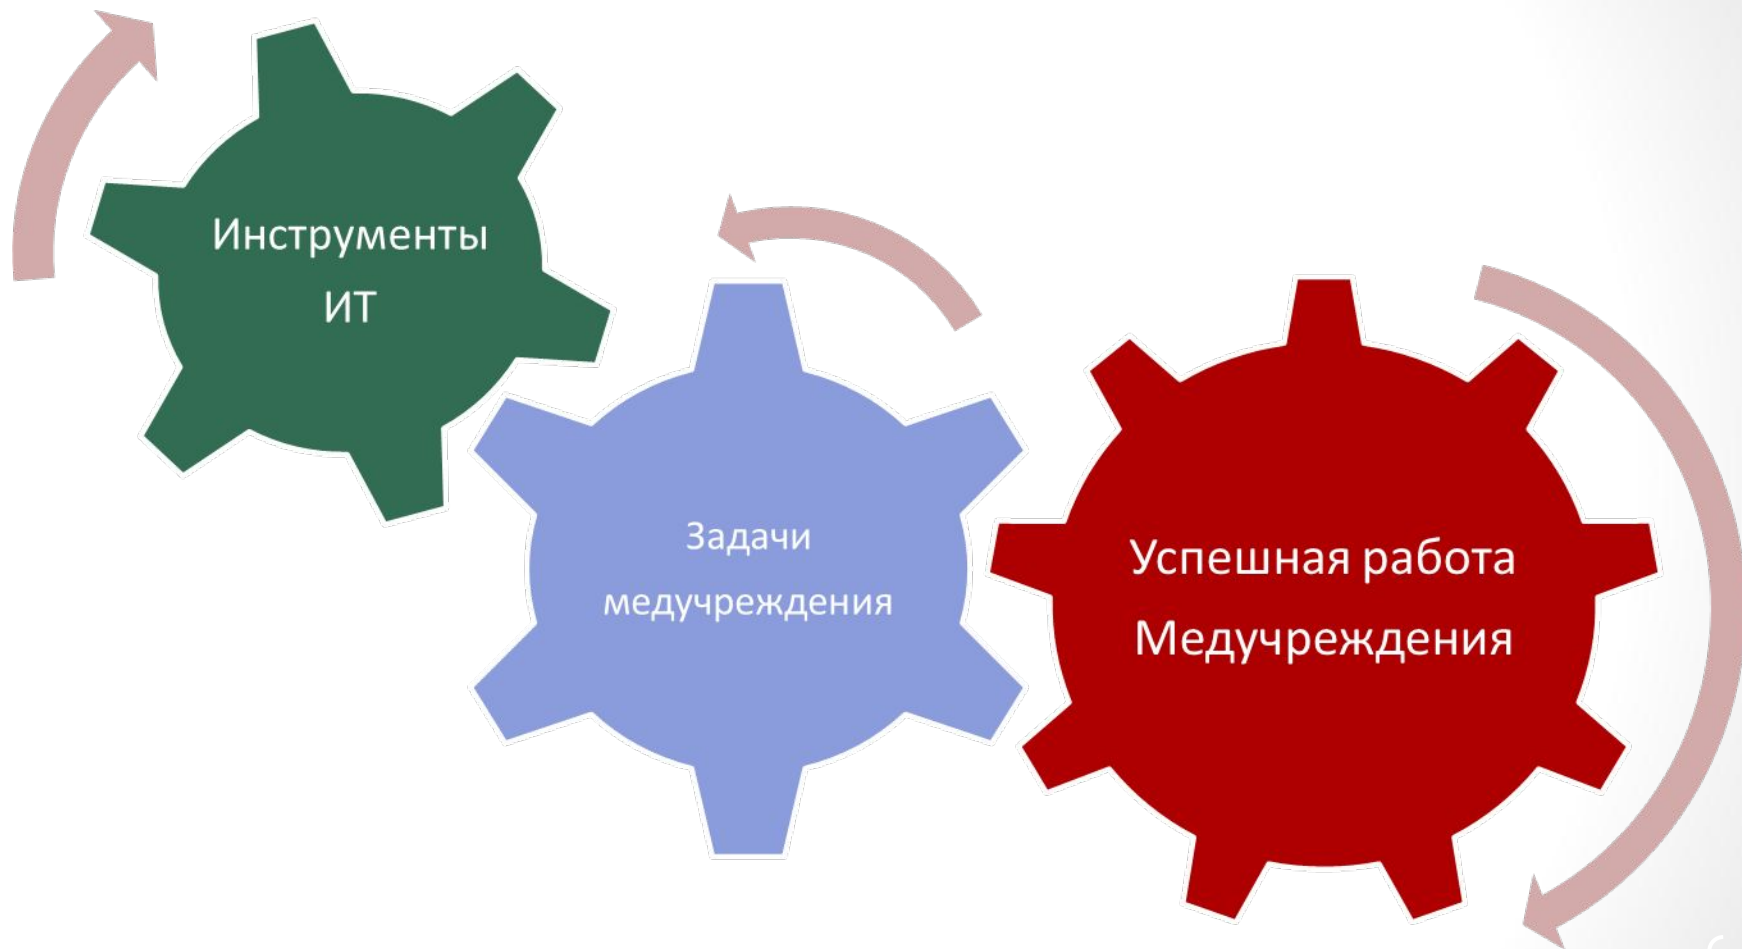 Инструменты
ИТ
Задачи
медучреждения
Успешная работа
Медучреждения